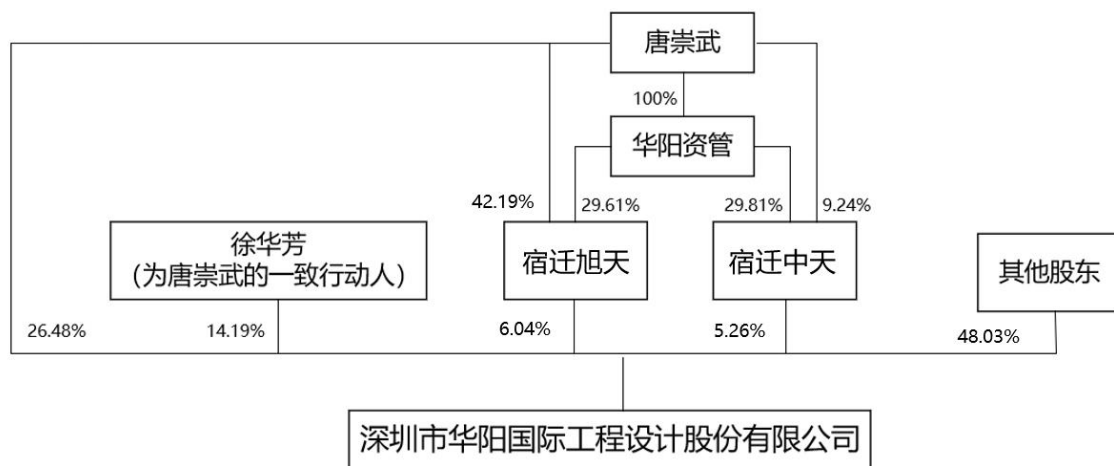 唐崇武
100%
华阳资管
42.19%
29.61%
29.81%
9.24%
徐华芳
（为唐崇武的一致行动人）
宿迁旭天
宿迁中天
其他股东
26.48%
14.19%
6.04%
5.26%
48.03%
深圳市华阳国际工程设计股份有限公司